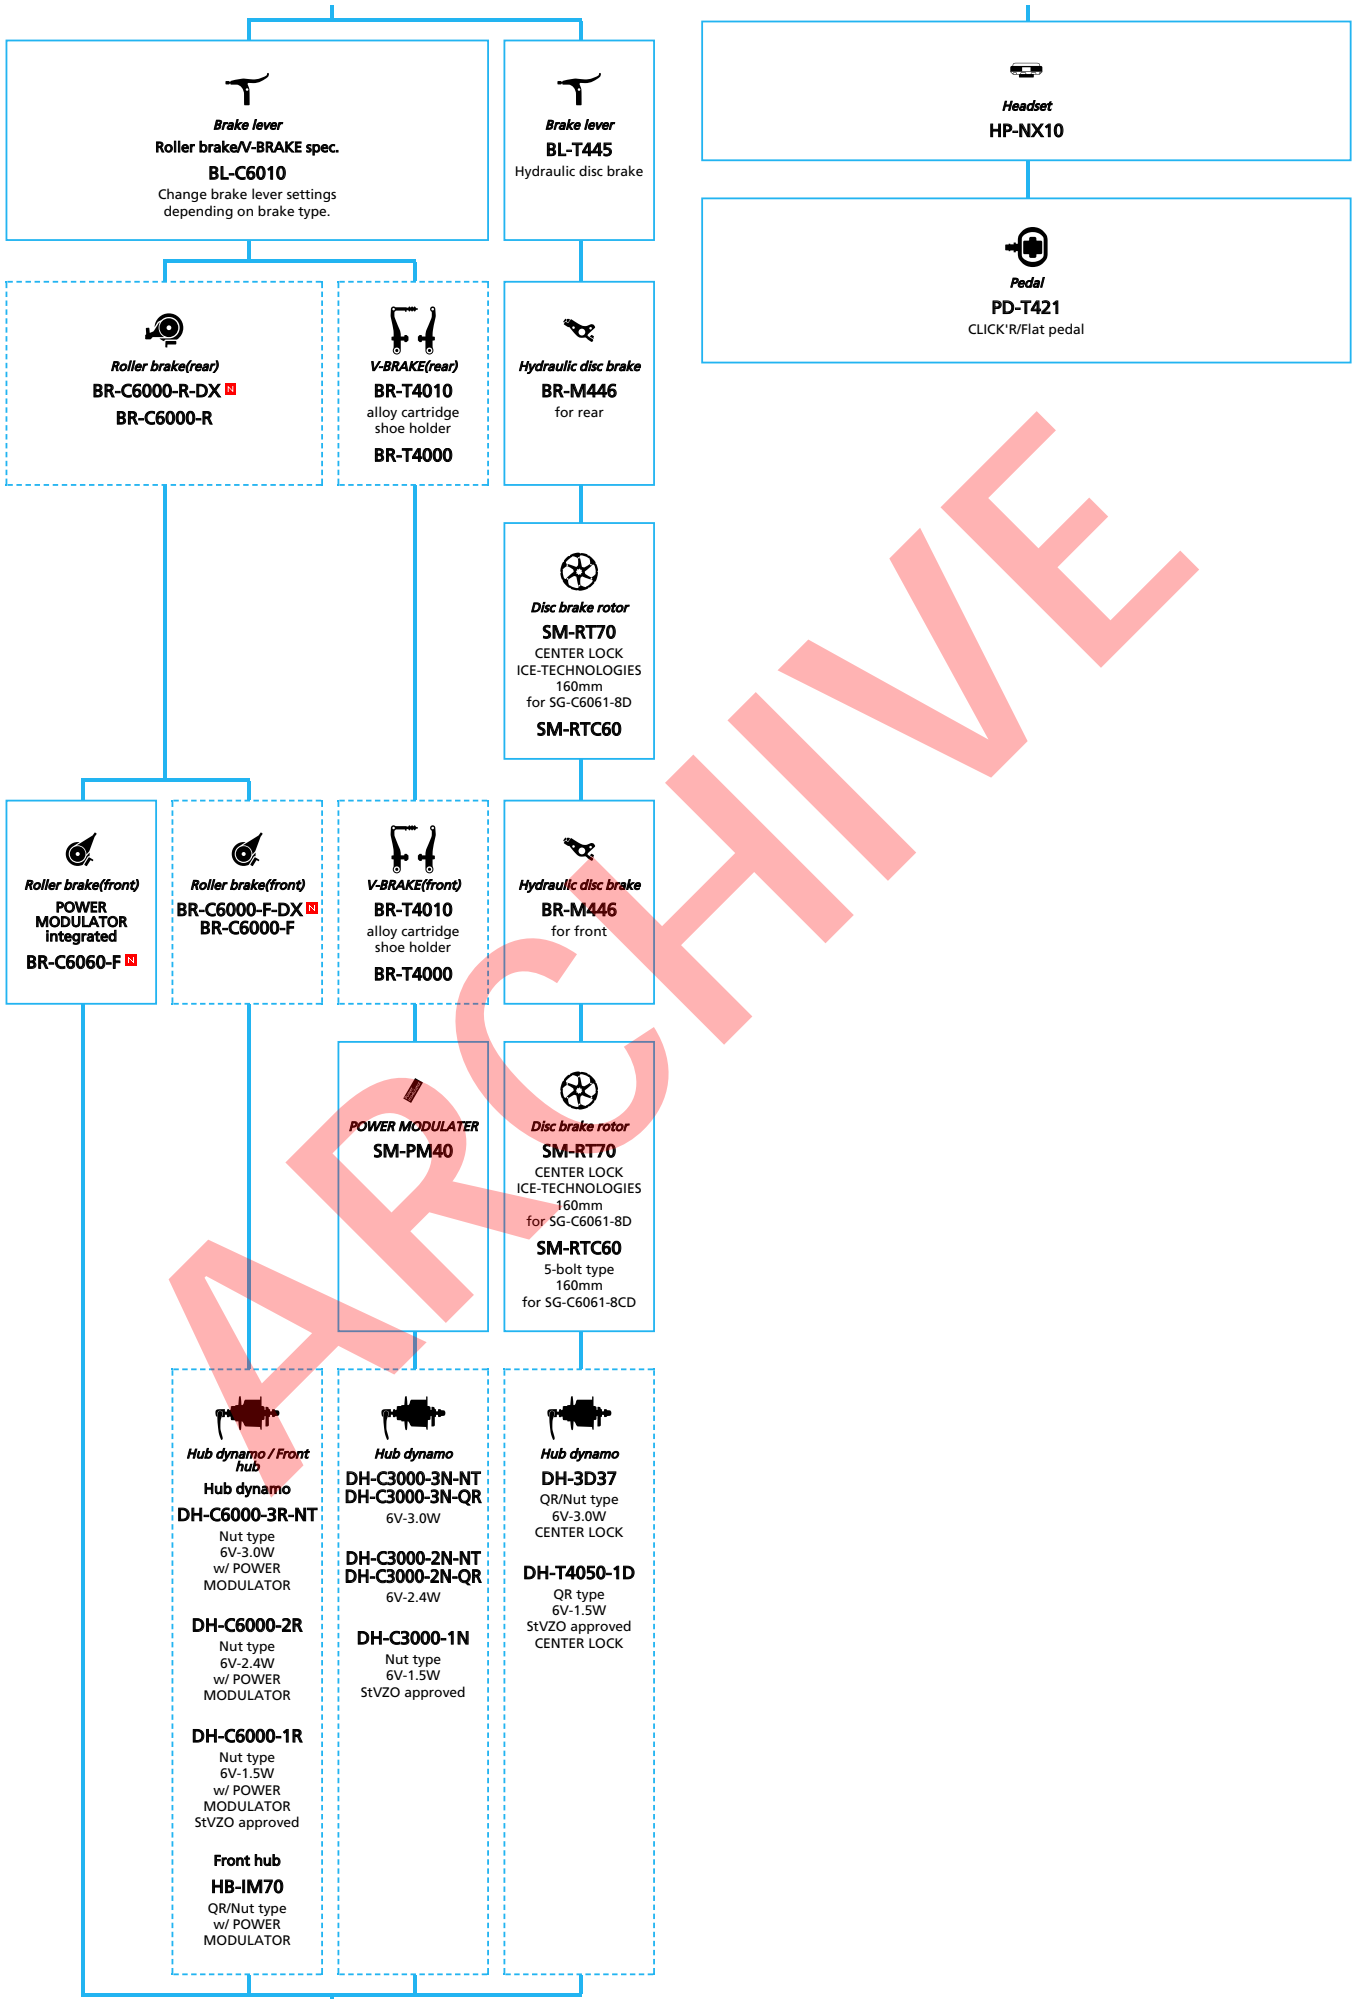 Brake lever
Roller brake/V-BRAKE spec.
BL-C6010
Change brake lever settings
depending on brake type.
Brake lever
BL-T445
Hydraulic disc brake
Headset
HP-NX10
Pedal
PD-T421
CLICK'R/Flat pedal
Roller brake(rear)
BR-C6000-R-DX N
BR-C6000-R
V-BRAKE(rear)
BR-T4010
alloy cartridge
shoe holder
BR-T4000
Hydraulic disc brake
BR-M446
for rear
Disc brake rotor
SM-RT70
CENTER LOCK
ICE-TECHNOLOGIES
160mm
for SG-C6061-8D
SM-RTC60
Roller brake(front)
POWER
MODULATOR
integrated
BR-C6060-F N
Roller brake(front)
BR-C6000-F-DX N
BR-C6000-F
V-BRAKE(front)
BR-T4010
alloy cartridge
shoe holder
BR-T4000
Hydraulic disc brake
BR-M446
for front
POWER MODULATER
SM-PM40
Disc brake rotor
SM-RT70
CENTER LOCK
ICE-TECHNOLOGIES
160mm
for SG-C6061-8D
SM-RTC60
5-bolt type
160mm
for SG-C6061-8CD
Hub dynamo / Front
hub
Hub dynamo
DH-C6000-3R-NT
Nut type
6V-3.0W
w/ POWER
MODULATOR
DH-C6000-2R
Nut type
6V-2.4W
w/ POWER
MODULATOR
DH-C6000-1R
Nut type
6V-1.5W
w/ POWER
MODULATOR
StVZO approved
Front hub
HB-IM70
QR/Nut type
w/ POWER
MODULATOR
Hub dynamo
DH-C3000-3N-NT
DH-C3000-3N-QR
6V-3.0W
DH-C3000-2N-NT
DH-C3000-2N-QR
6V-2.4W
DH-C3000-1N
Nut type
6V-1.5W
StVZO approved
Hub dynamo
DH-3D37
QR/Nut type
6V-3.0W
CENTER LOCK
DH-T4050-1D
QR type
6V-1.5W
StVZO approved
CENTER LOCK
ARCHIVE